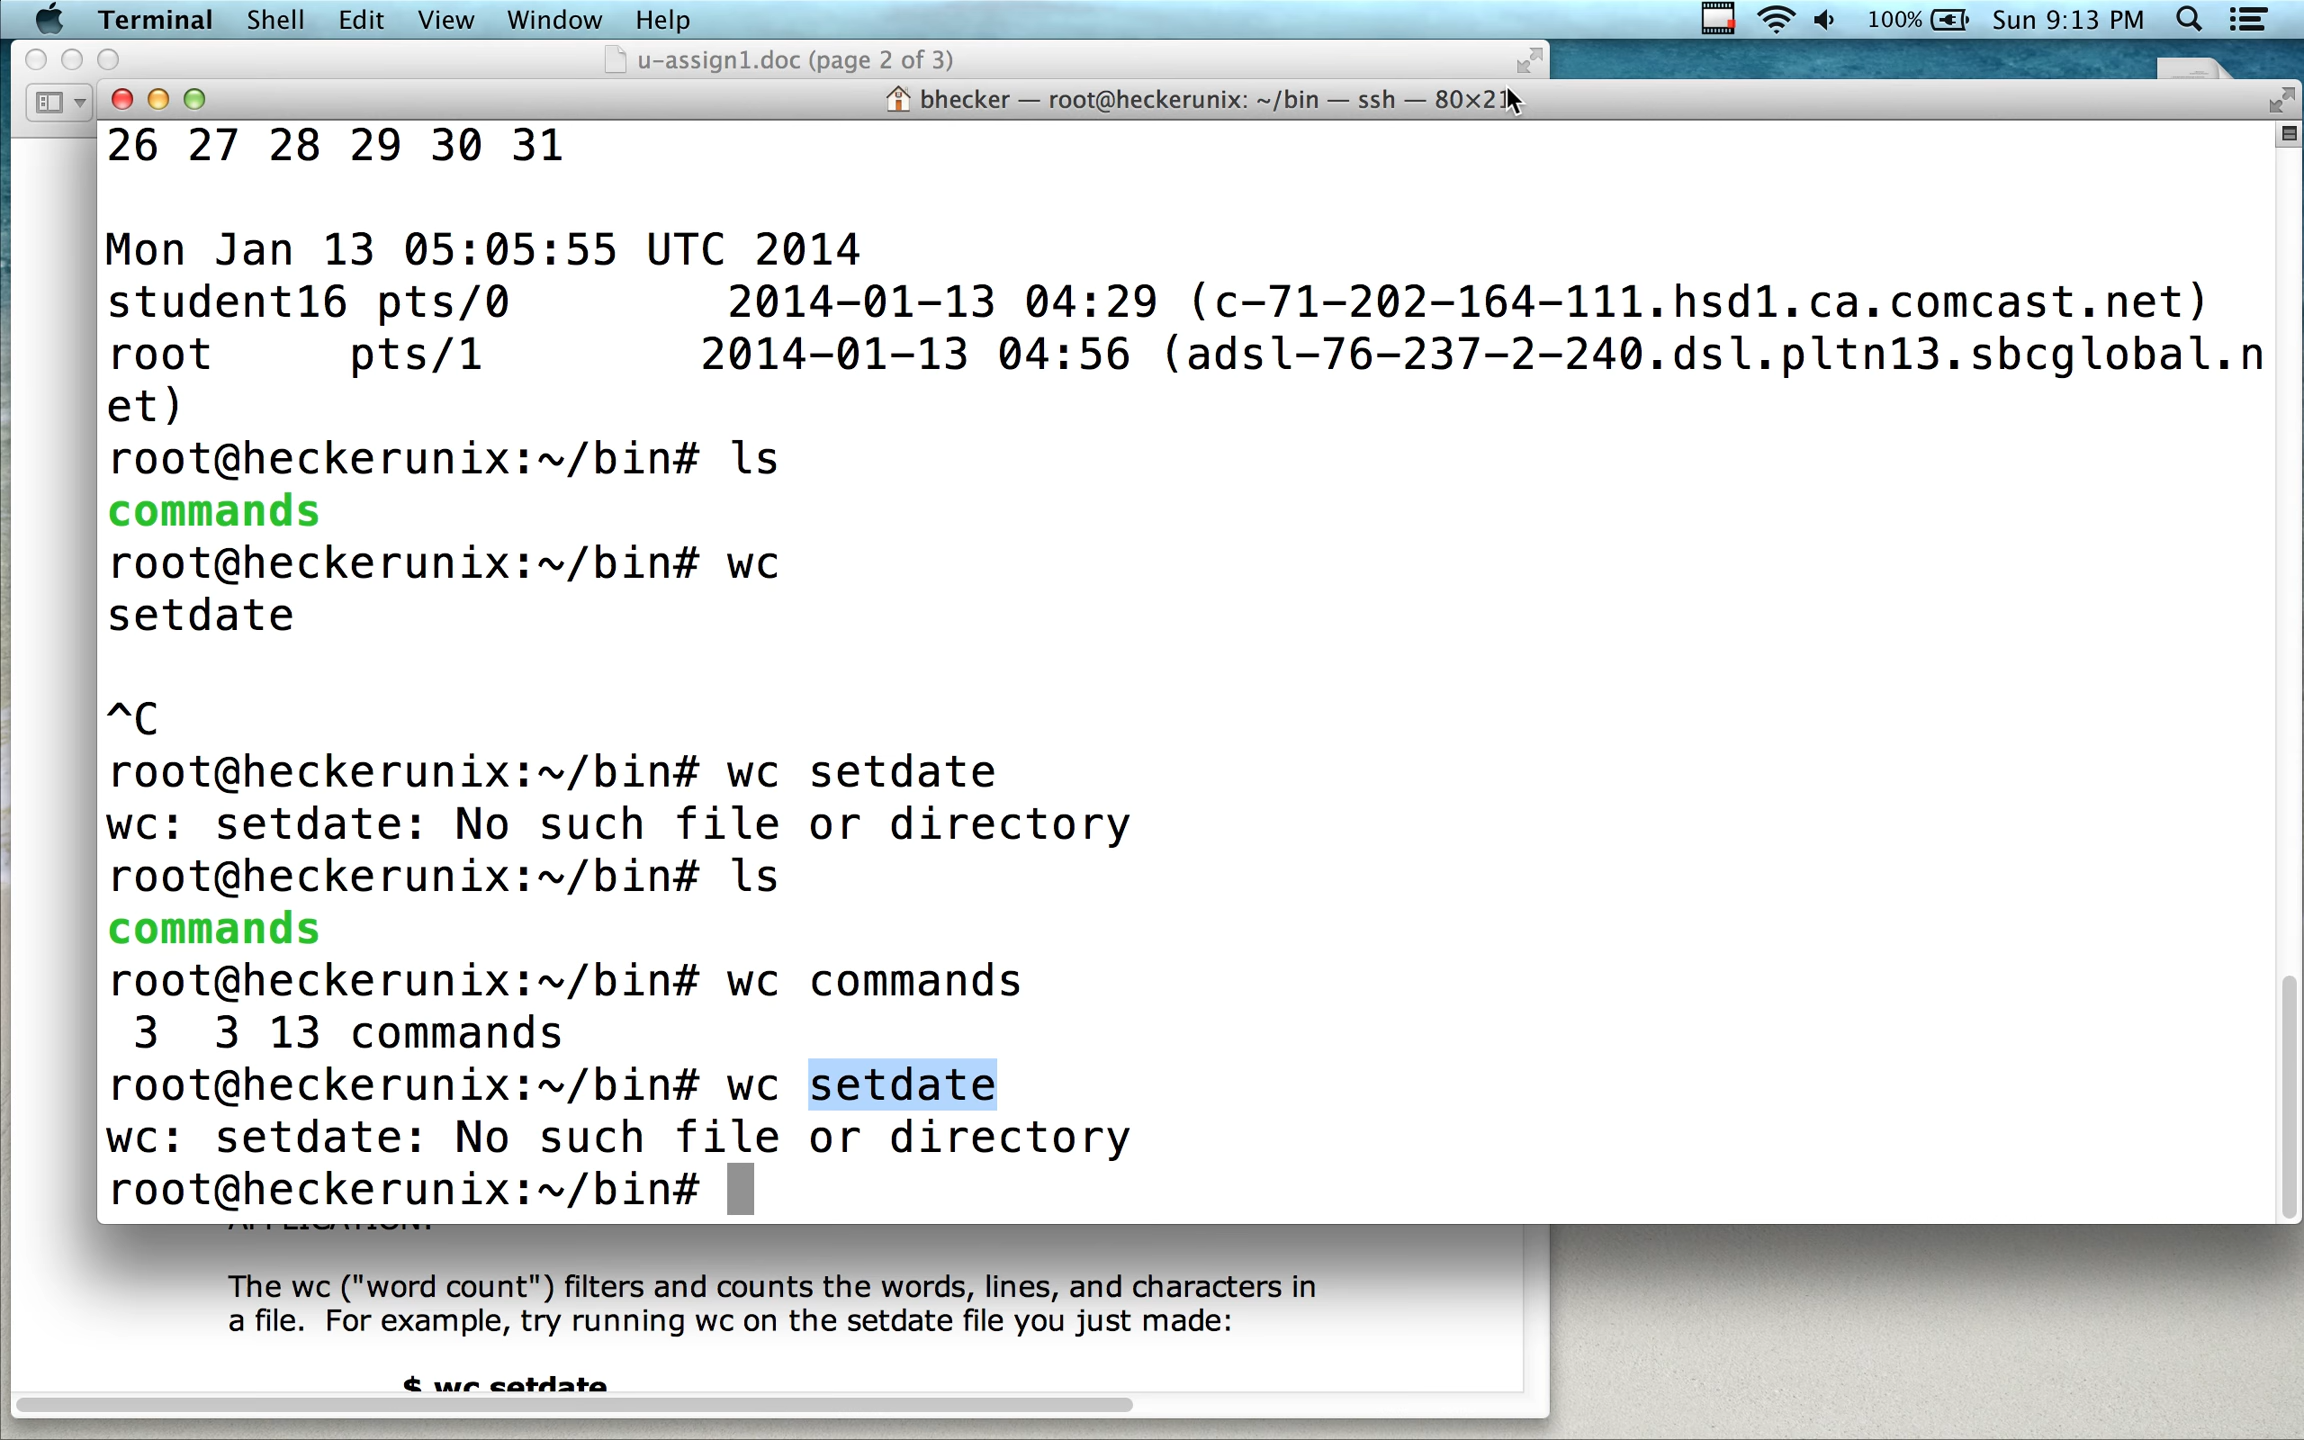 Terminal Shell Edit View Window Help 100% Sun 9:13 PM
u-assign1.doc (page 2 of 3)
bhecker — root@heckerunix: ~/bin — ssh — 80×21
26 27 28 29 30 31
Mon Jan 13 05:05:55 UTC 2014
student16 pts/0 2014-01-13 04:29 (c-71-202-164-111.hsd1.ca.comcast.net)
root pts/1 2014-01-13 04:56 (adsl-76-237-2-240.dsl.pltn13.sbcglobal.n
et)
root@heckerunix:~/bin# ls
commands
root@heckerunix:~/bin# wc
setdate
^C
root@heckerunix:~/bin# wc setdate
wc: setdate: No such file or directory
root@heckerunix:~/bin# ls
commands
root@heckerunix:~/bin# wc commands
3 3 13 commands
root@heckerunix:~/bin# wc setdate
wc: setdate: No such file or directory
root@heckerunix:~/bin#
The wc ("word count") filters and counts the words, lines, and characters in
a file. For example, try running wc on the setdate file you just made:
$ wc setdate